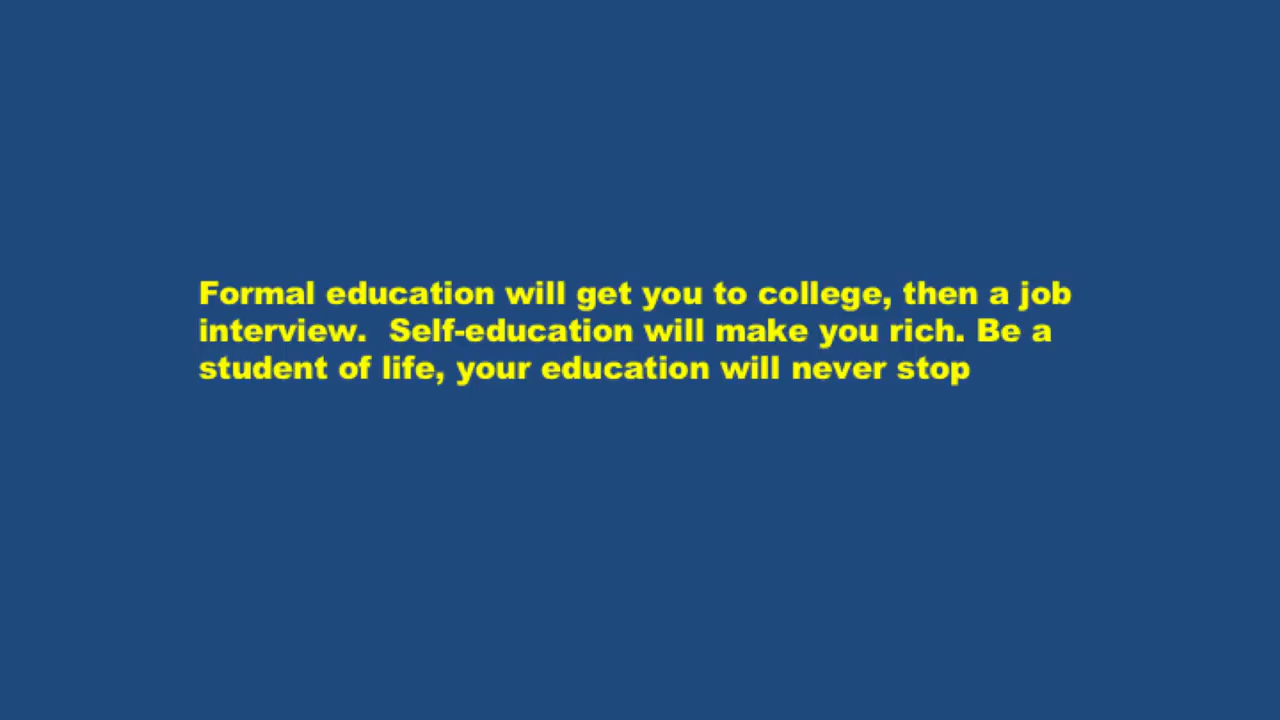 Formal education will get you to college, then a job
interview.  Self-education will make you rich. Be a
student of life, your education will never stop